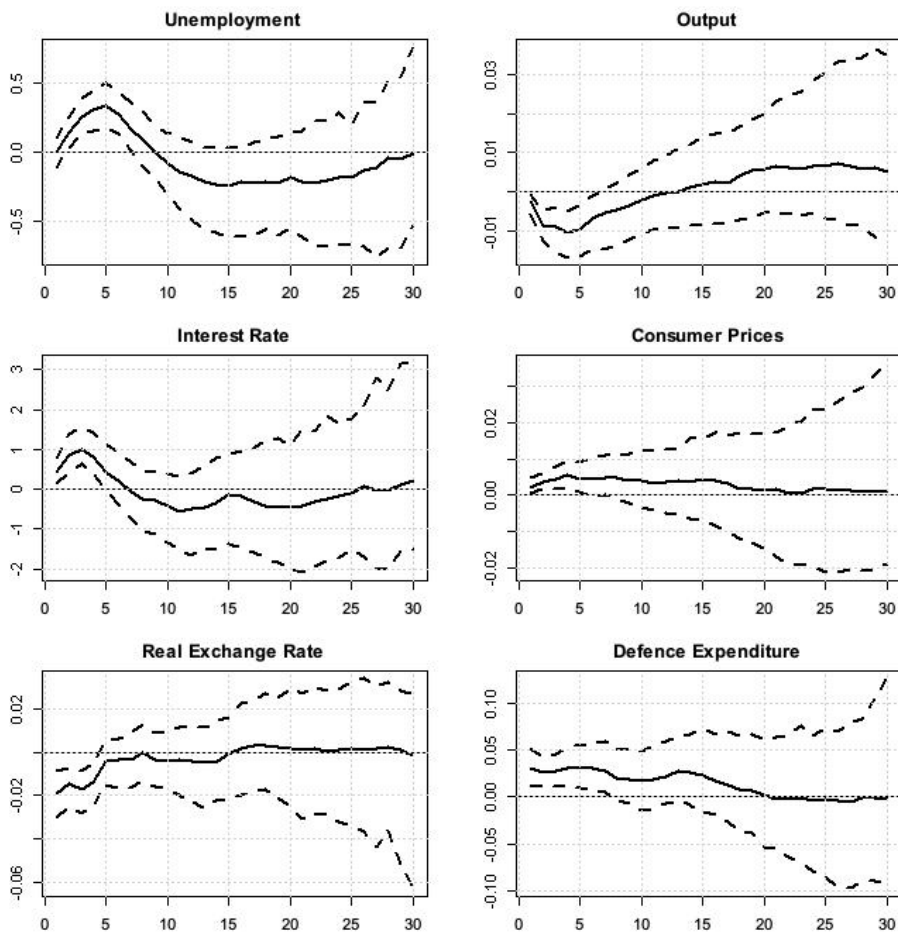 Unemployment
0.5
0.0
-0.5
0 5 10 15 20 25 30
Output
0.03
0.01
-0.01
0 5 10 15 20 25 30
Interest Rate
3
2
1
0
-1
-2
0 5 10 15 20 25 30
Consumer Prices
0.02
0.00
-0.02
0 5 10 15 20 25 30
Real Exchange Rate
0.02
-0.02
-0.06
0 5 10 15 20 25 30
Defence Expenditure
0.10
0.05
0.00
-0.05
-0.10
0 5 10 15 20 25 30